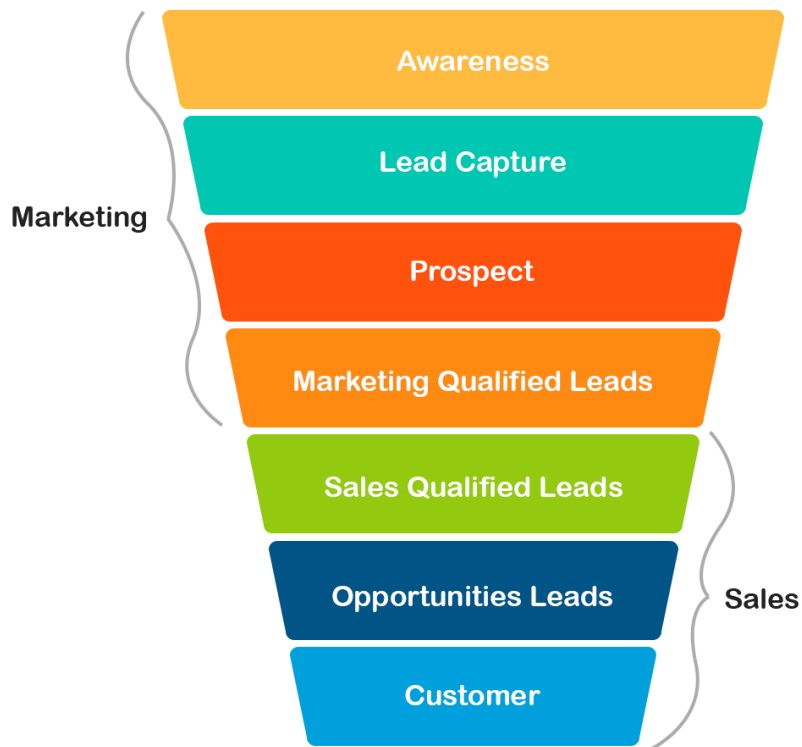 Awareness
Lead Capture
Marketing
Prospect
Marketing Qualified Leads
Sales Qualified Leads
Opportunities Leads
Sales
Customer